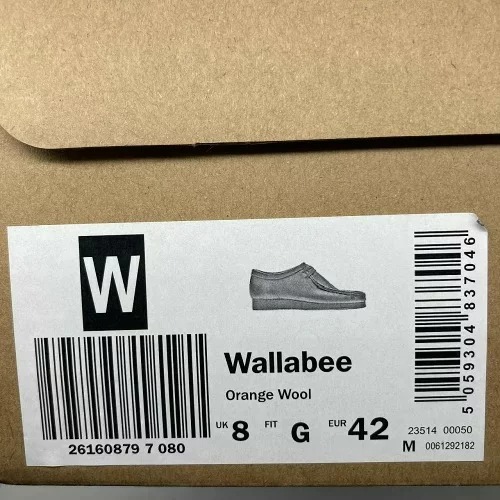 W
Wallabee
Orange Wool
UK 8 FIT G EUR 42
26160879 7 080
23514 00050
M 0061292182
5 059304 837046